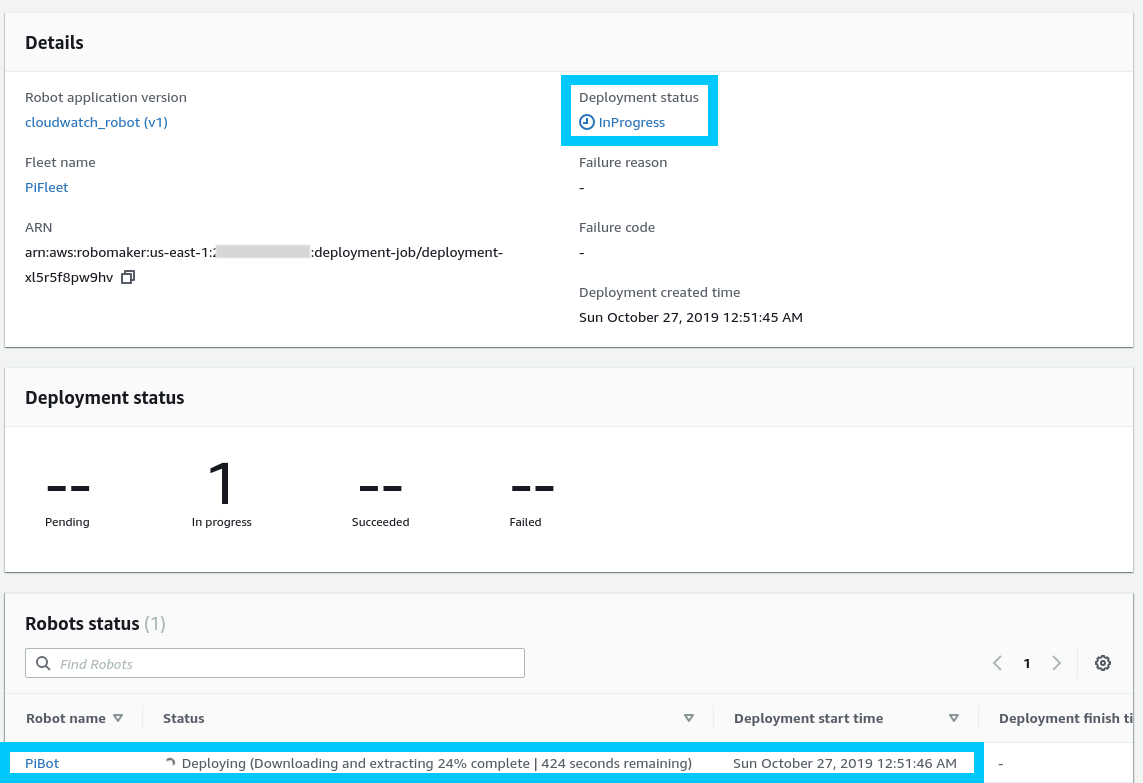 Details
Robot application version
cloudwatch_robot (v1)
Deployment status
InProgress
Fleet name
PiFleet
Failure reason
-
ARN
arn:aws:robomaker:us-east-1: :deployment-job/deployment-
xl5r5f8pw9hv
Failure code
-
Deployment created time
Sun October 27, 2019 12:51:45 AM
Deployment status
-- 1 -- --
Pending In progress Succeeded Failed
Robots status (1)
Find Robots
1
Robot name Status Deployment start time Deployment finish
PiBot Deploying (Downloading and extracting 24% complete | 424 seconds remaining) Sun October 27, 2019 12:51:46 AM -